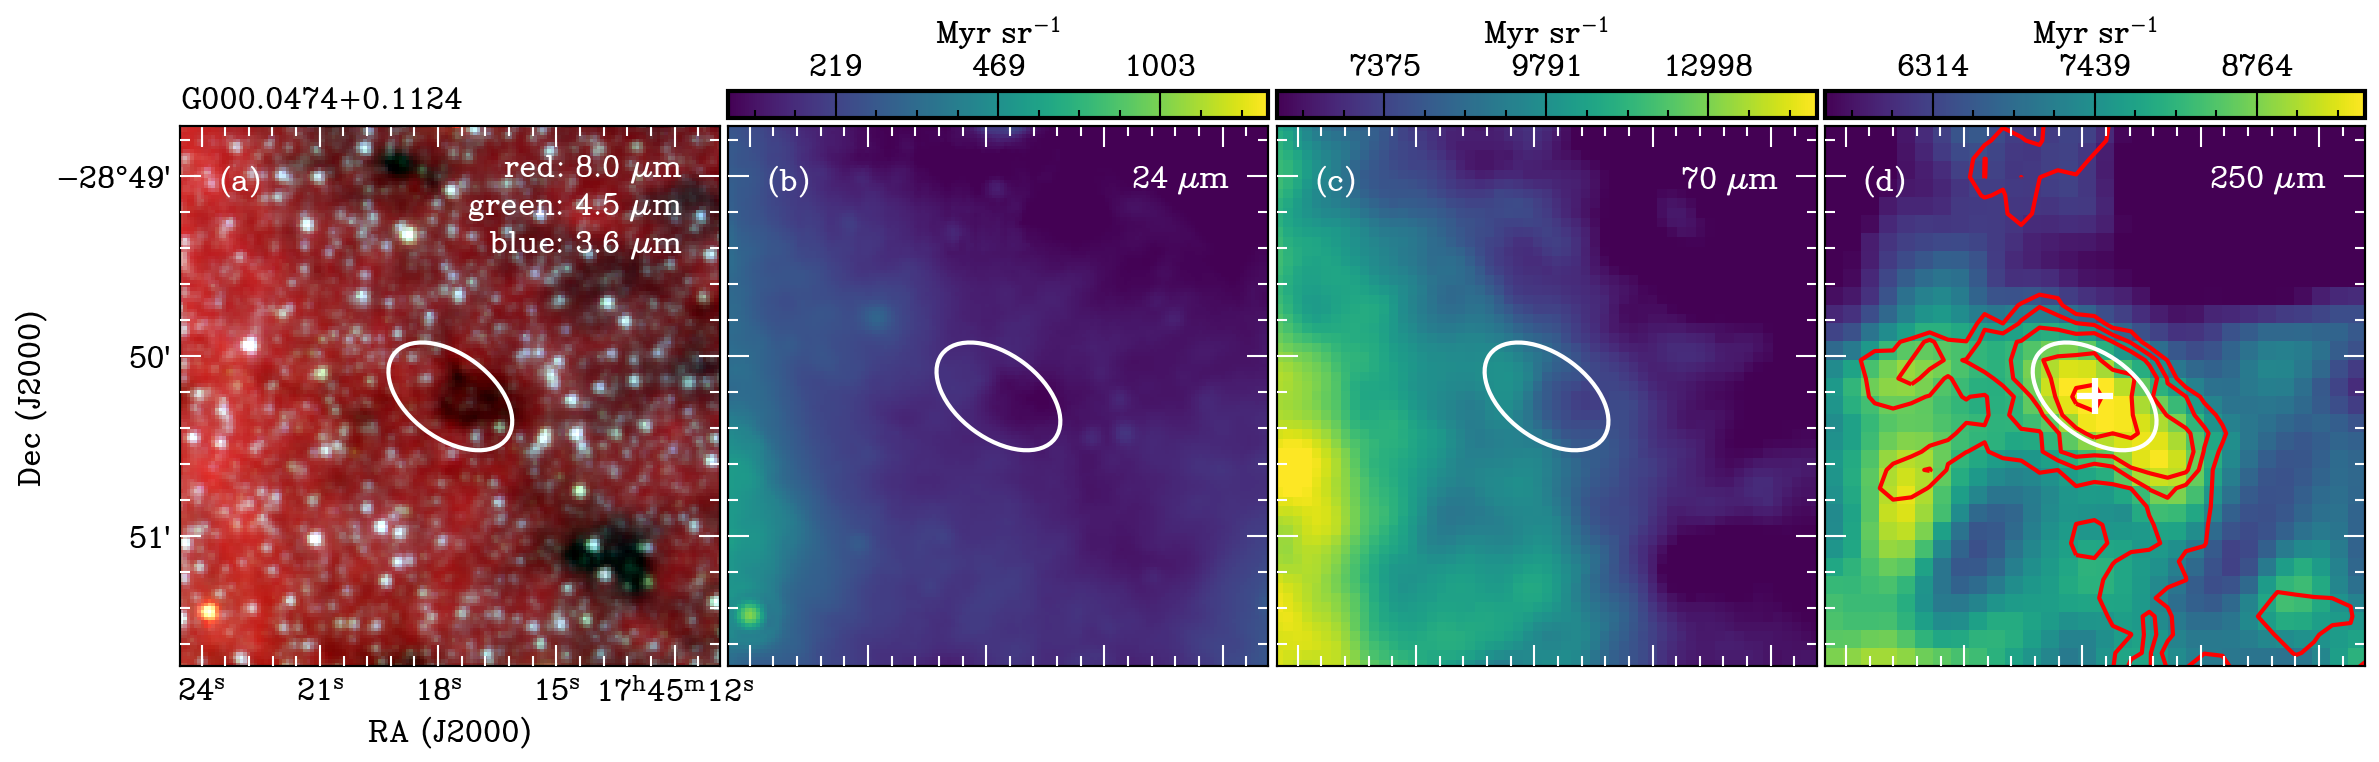 Myr sr⁻¹
219 469 1003
Myr sr⁻¹
7375 9791 12998
Myr sr⁻¹
6314 7439 8764
G000.0474+0.1124
(a)
red: 8.0 μm
green: 4.5 μm
blue: 3.6 μm
(b)
24 μm
(c)
70 μm
(d)
250 μm
−28°49'
50'
51'
Dec (J2000)
24ˢ 21ˢ 18ˢ 15ˢ 17ʰ45ᵐ12ˢ
RA (J2000)